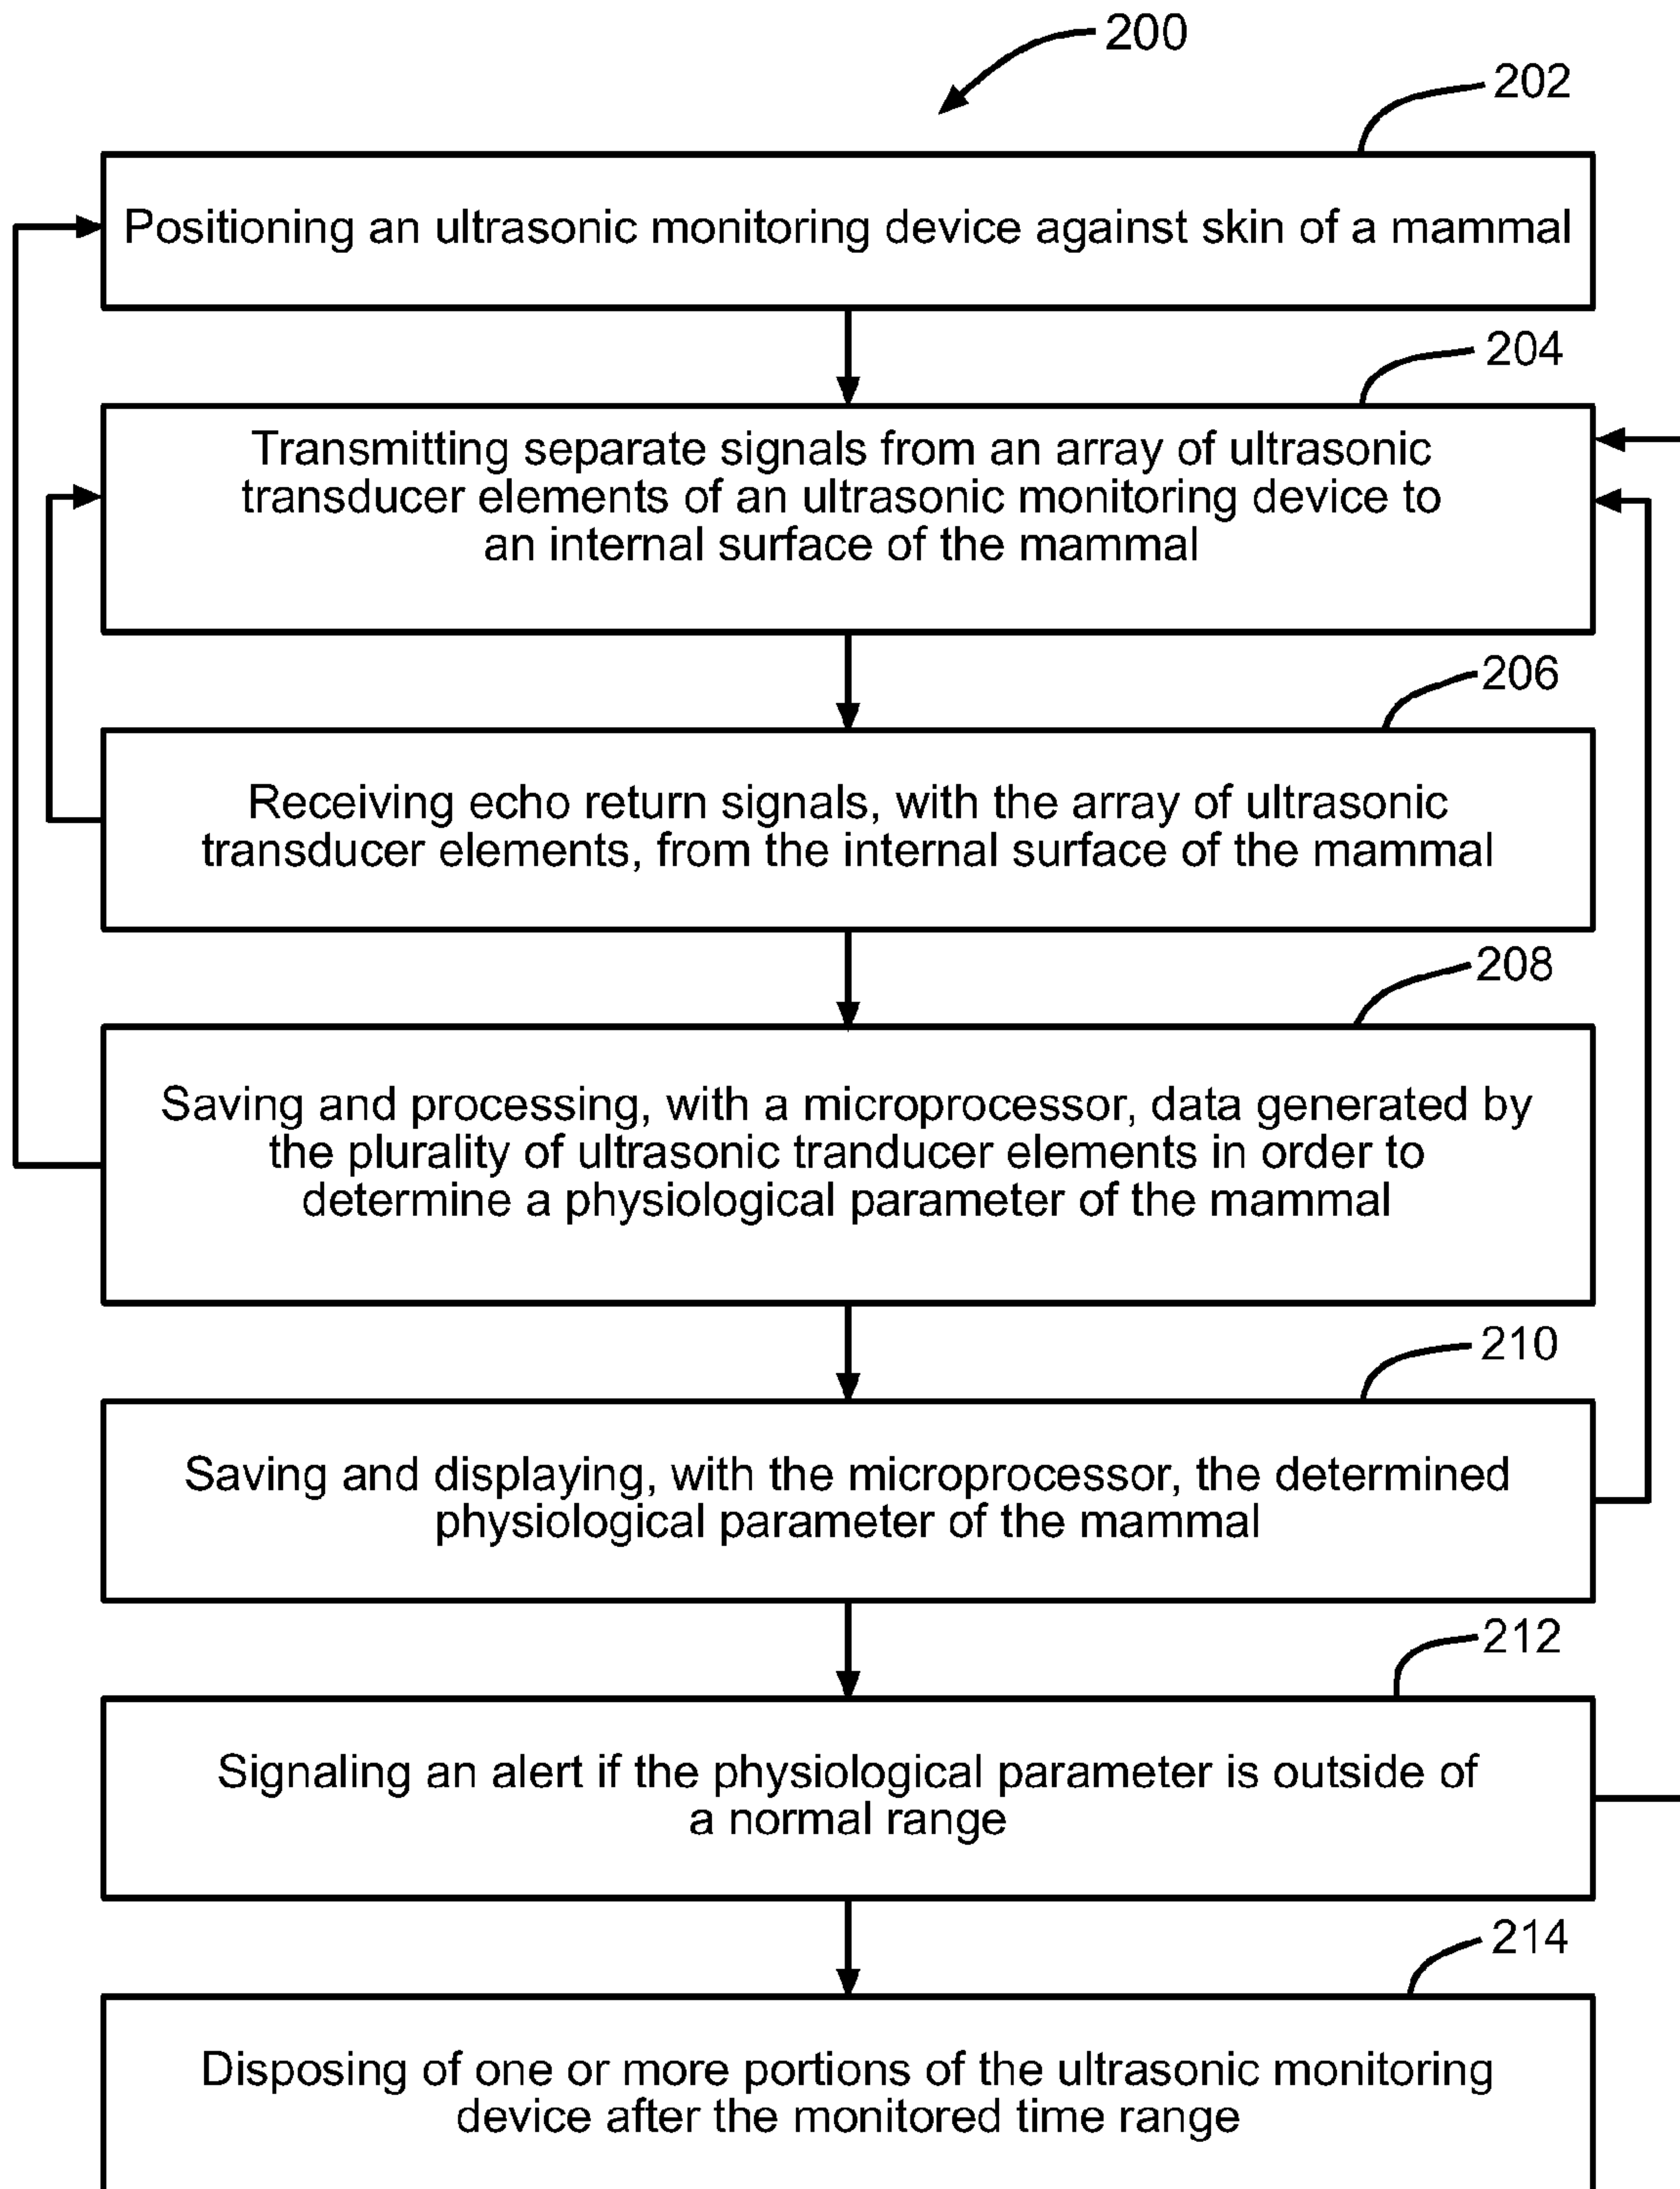 200
202
Positioning an ultrasonic monitoring device against skin of a mammal
204
Transmitting separate signals from an array of ultrasonic
transducer elements of an ultrasonic monitoring device to
an internal surface of the mammal
206
Receiving echo return signals, with the array of ultrasonic
transducer elements, from the internal surface of the mammal
208
Saving and processing, with a microprocessor, data generated by
the plurality of ultrasonic tranducer elements in order to
determine a physiological parameter of the mammal
210
Saving and displaying, with the microprocessor, the determined
physiological parameter of the mammal
212
Signaling an alert if the physiological parameter is outside of
a normal range
214
Disposing of one or more portions of the ultrasonic monitoring
device after the monitored time range